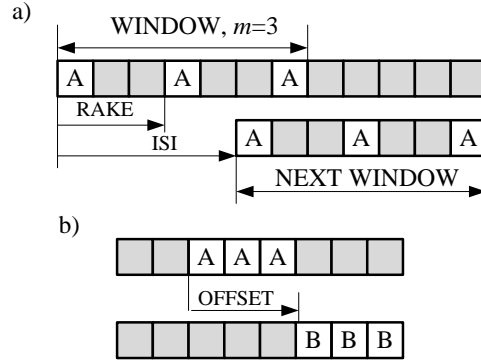 a)
WINDOW, m=3
A A A
RAKE
ISI
A A A
NEXT WINDOW
b)
A A A
OFFSET
B B B